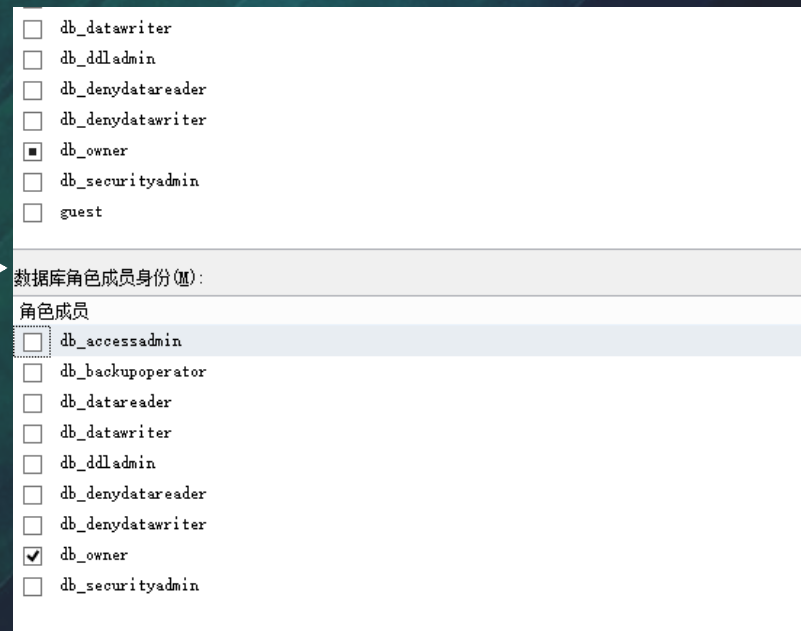 db_datawriter
db_ddladmin
db_denydatareader
db_denydatawriter
db_owner
db_securityadmin
guest
数据库角色成员身份(M):
角色成员
db_accessadmin
db_backupoperator
db_datareader
db_datawriter
db_ddladmin
db_denydatareader
db_denydatawriter
db_owner
db_securityadmin